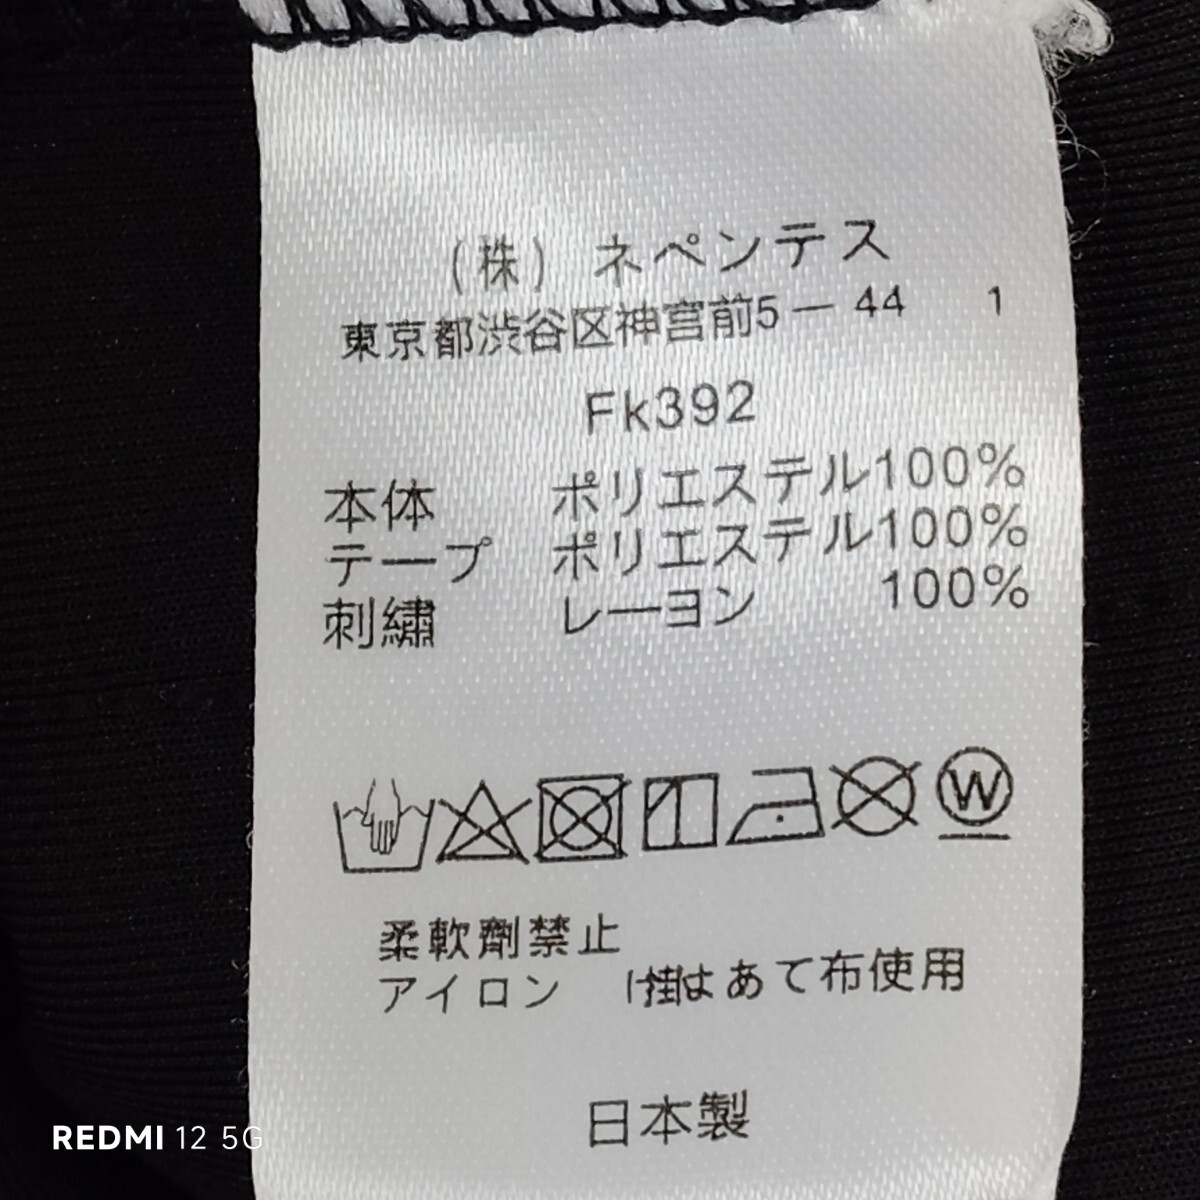 (株) ネペンテス
東京都渋谷区神宮前5－44 1
Fk392
本体 ポリエステル100%
テープ ポリエステル100%
刺繍 レーヨン 100%
W
柔軟剤禁止
アイロン 掛けはあて布使用
日本製
REDMI 12 5G